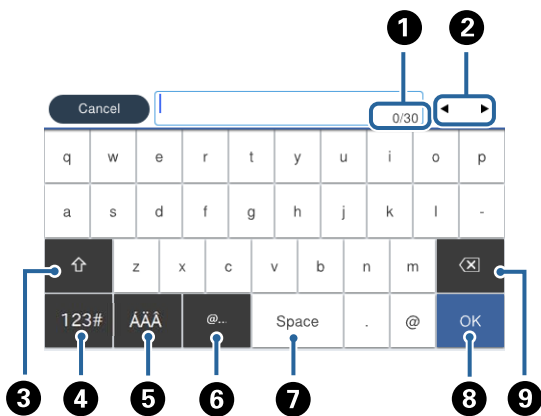 1 2
Cancel 0/30
q w e r t y u i o p
a s d f g h j k l -
z x c v b n m
123# ÁÄÂ @... Space . @ OK
3 4 5 6 7 8 9